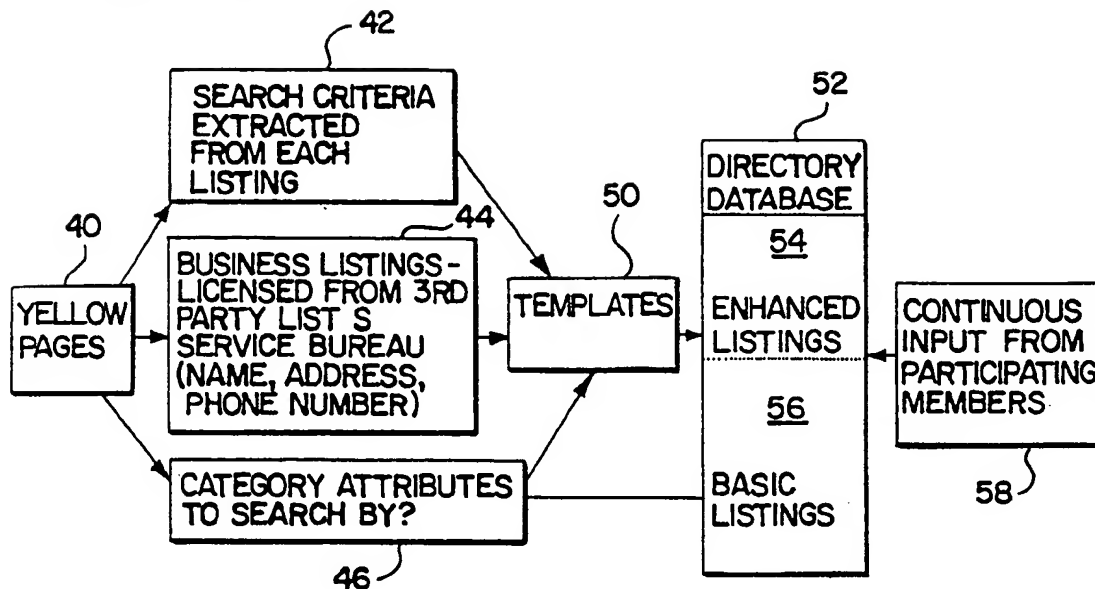 42
SEARCH CRITERIA
EXTRACTED
FROM EACH
LISTING
40
YELLOW
PAGES
44
BUSINESS LISTINGS-
LICENSED FROM 3RD
PARTY LIST S
SERVICE BUREAU
(NAME, ADDRESS,
PHONE NUMBER)
CATEGORY ATTRIBUTES
TO SEARCH BY?
46
50
TEMPLATES
52
DIRECTORY
DATABASE
54
ENHANCED
LISTINGS
56
BASIC
LISTINGS
CONTINUOUS
INPUT FROM
PARTICIPATING
MEMBERS
58